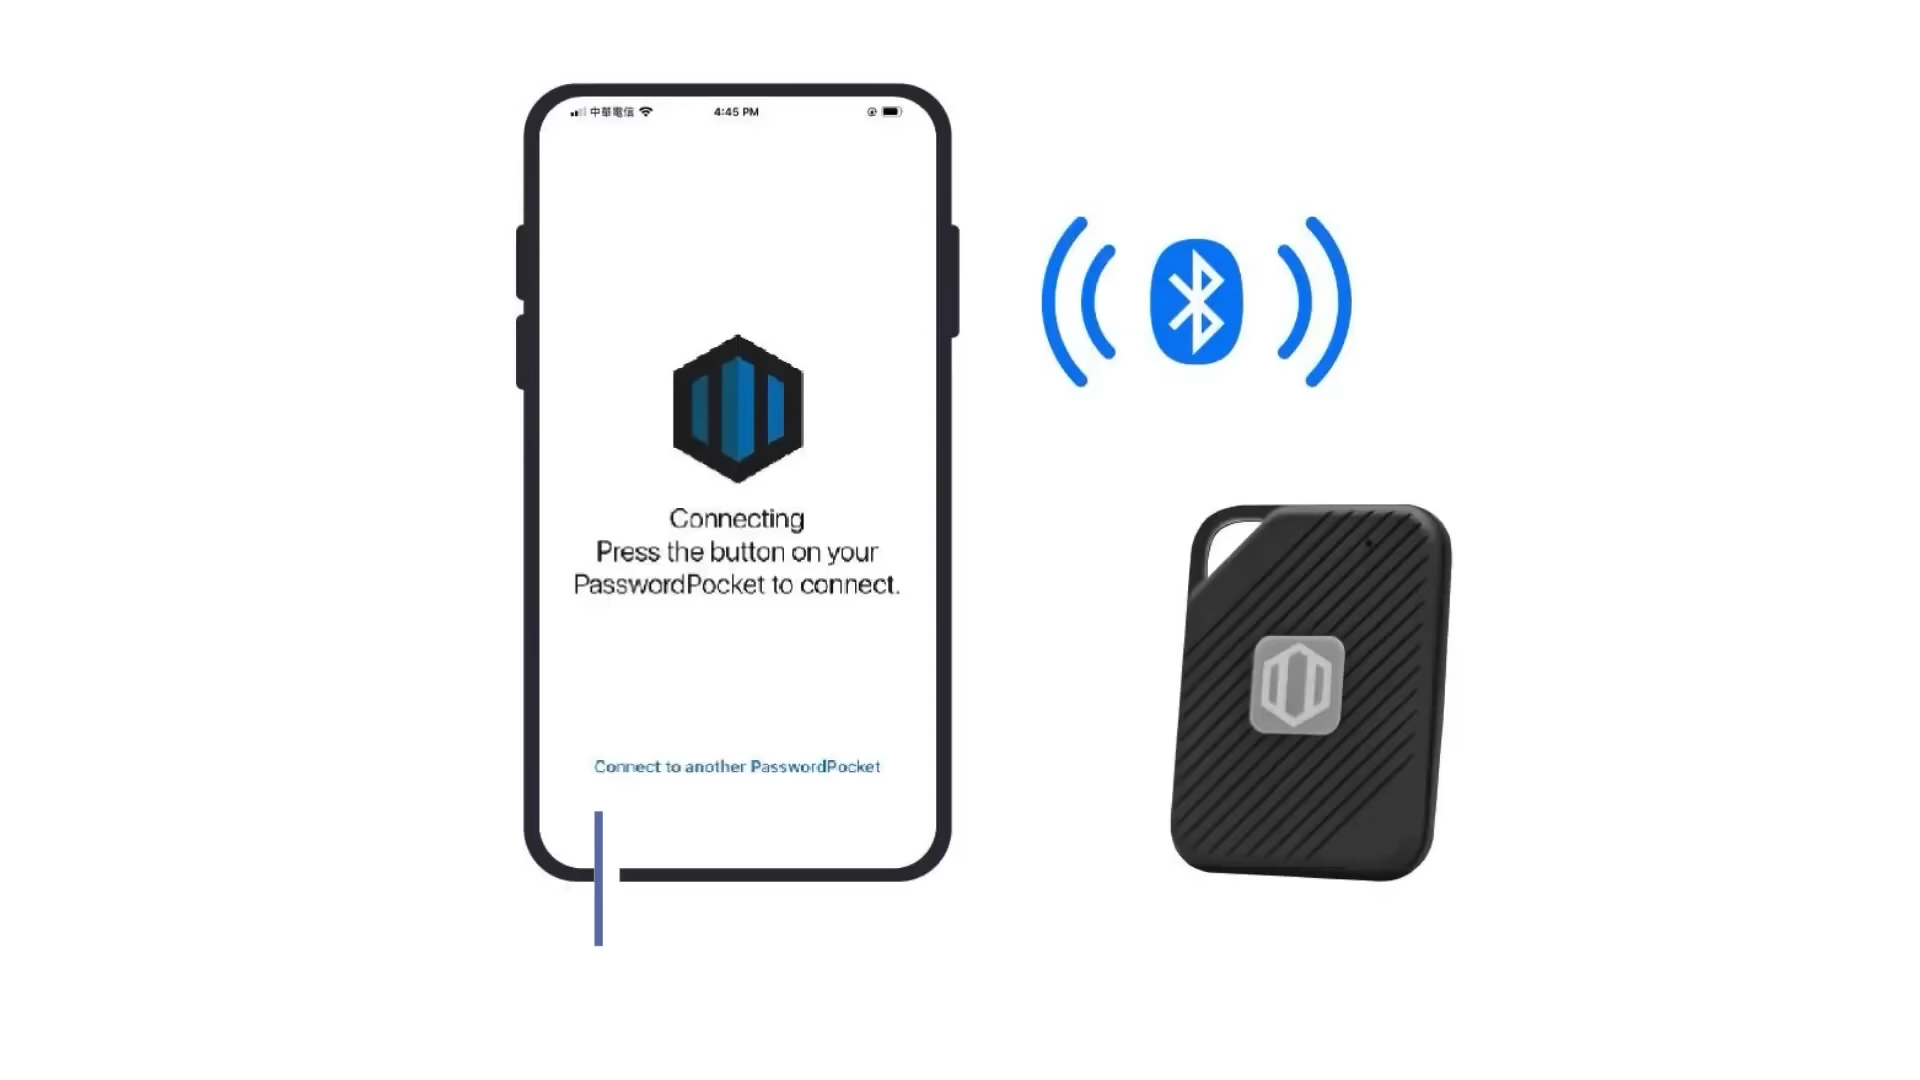 中華電信 4:45 PM
Connecting
Press the button on your
PasswordPocket to connect.
Connect to another PasswordPocket